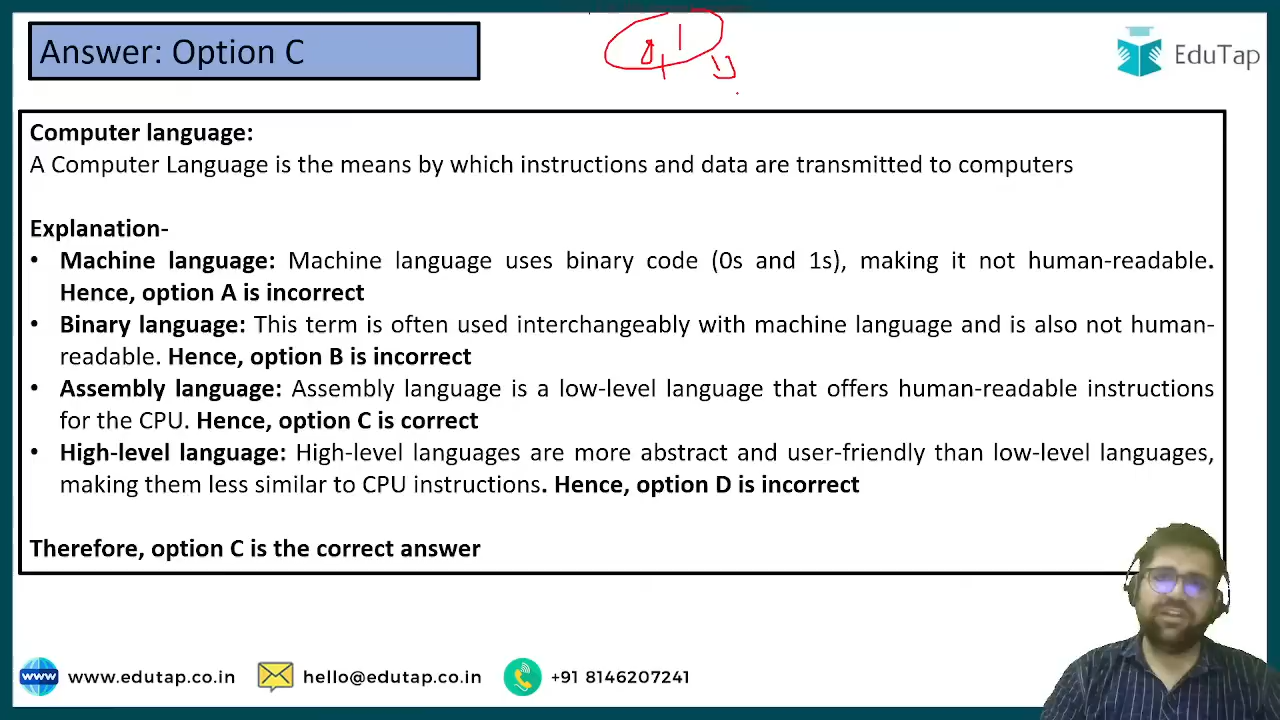 Answer: Option C
EduTap
Computer language:
A Computer Language is the means by which instructions and data are transmitted to computers
Explanation-
• Machine language: Machine language uses binary code (0s and 1s), making it not human-readable.
Hence, option A is incorrect
• Binary language: This term is often used interchangeably with machine language and is also not human-
readable. Hence, option B is incorrect
• Assembly language: Assembly language is a low-level language that offers human-readable instructions
for the CPU. Hence, option C is correct
• High-level language: High-level languages are more abstract and user-friendly than low-level languages,
making them less similar to CPU instructions. Hence, option D is incorrect
Therefore, option C is the correct answer
www www.edutap.co.in hello@edutap.co.in +91 8146207241